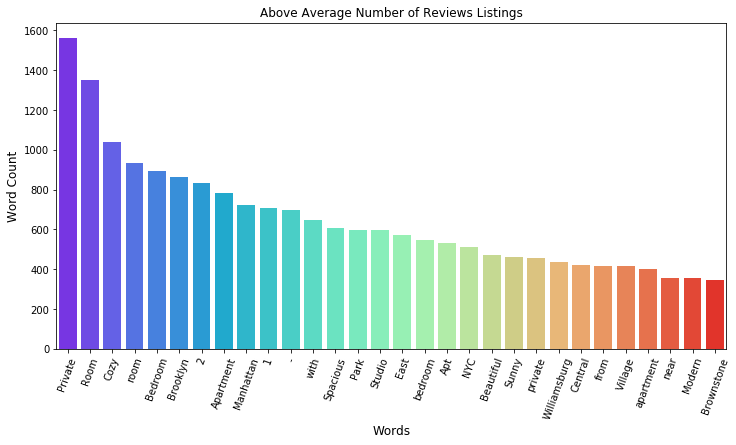 Above Average Number of Reviews Listings
Word Count
1600
1400
1200
1000
800
600
400
200
0
Private
Room
Cozy
room
Bedroom
Brooklyn
2
Apartment
Manhattan
1
-
with
Spacious
Park
Studio
East
bedroom
Apt
NYC
Beautiful
Sunny
private
Williamsburg
Central
from
Village
apartment
near
Modern
Brownstone
Words